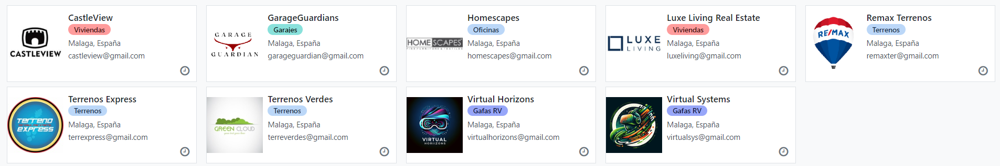 CASTLEVIEW
CastleView
Viviendas
Malaga, España
castleview@gmail.com
GARAGE
GUARDIAN
GarageGuardians
Garajes
Malaga, España
garageguardian@gmail.com
HOMESCAPES
FINE FURNITURE & TEXTILES
Homescapes
Oficinas
Malaga, España
homescapes@gmail.com
LUXE
LIVING
Luxe Living Real Estate
Viviendas
Malaga, España
luxeliving@gmail.com
RE/MAX
Remax Terrenos
Terrenos
Malaga, España
remaxter@gmail.com
Terreno
express
Terrenos Express
Terrenos
Malaga, España
terrexpress@gmail.com
GREEN CLOUD
Terrenos Verdes
Terrenos
Malaga, España
terreverdes@gmail.com
VIRTUAL
HORIIZONS
Virtual Horizons
Gafas RV
Malaga, España
virtualhorizons@gmail.com
Virtual Systems
Gafas RV
Malaga, España
virtualsys@gmail.com